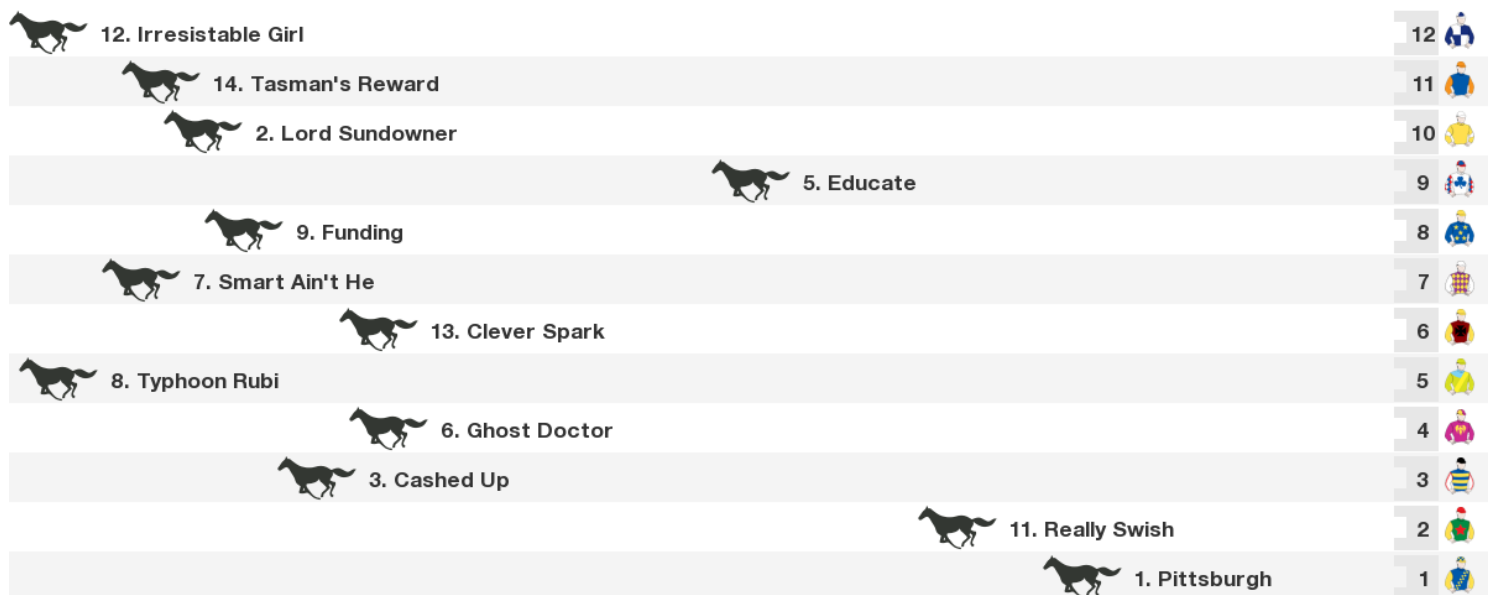 12. Irresistable Girl 12
14. Tasman's Reward 11
2. Lord Sundowner 10
5. Educate 9
9. Funding 8
7. Smart Ain't He 7
13. Clever Spark 6
8. Typhoon Rubi 5
6. Ghost Doctor 4
3. Cashed Up 3
11. Really Swish 2
1. Pittsburgh 1